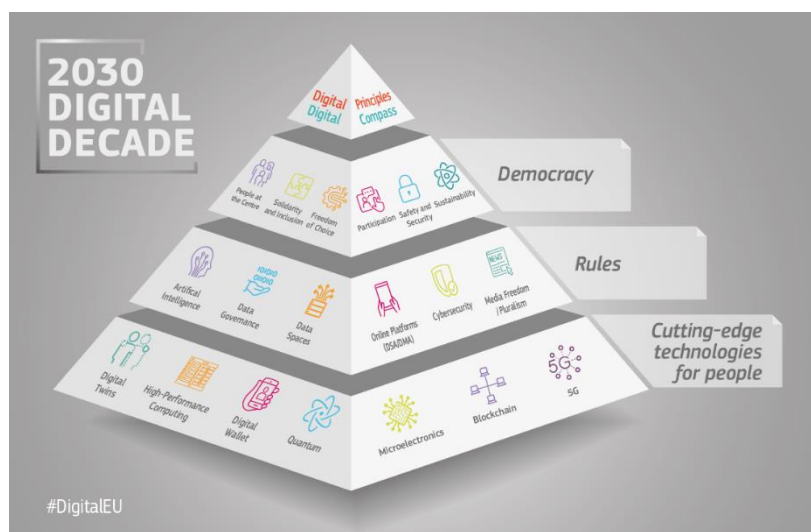 2030
DIGITAL
DECADE
Digital Principles
Digital Compass
People at
the Centre
Solidarity
and Inclusion
Freedom
of Choice
Participation
Safety and
Security
Sustainability
Democracy
Artifical
Intelligence
Data
Governance
Data
Spaces
Online Platforms
(DSA/DMA)
Cybersecurity
NEWS
Media Freedom
/Pluralism
Rules
Digital
Twins
High-Performance
Computing
Digital
Wallet
Quantum
Microelectronics
Blockchain
5G
5G
Cutting-edge
technologies
for people
#DigitalEU